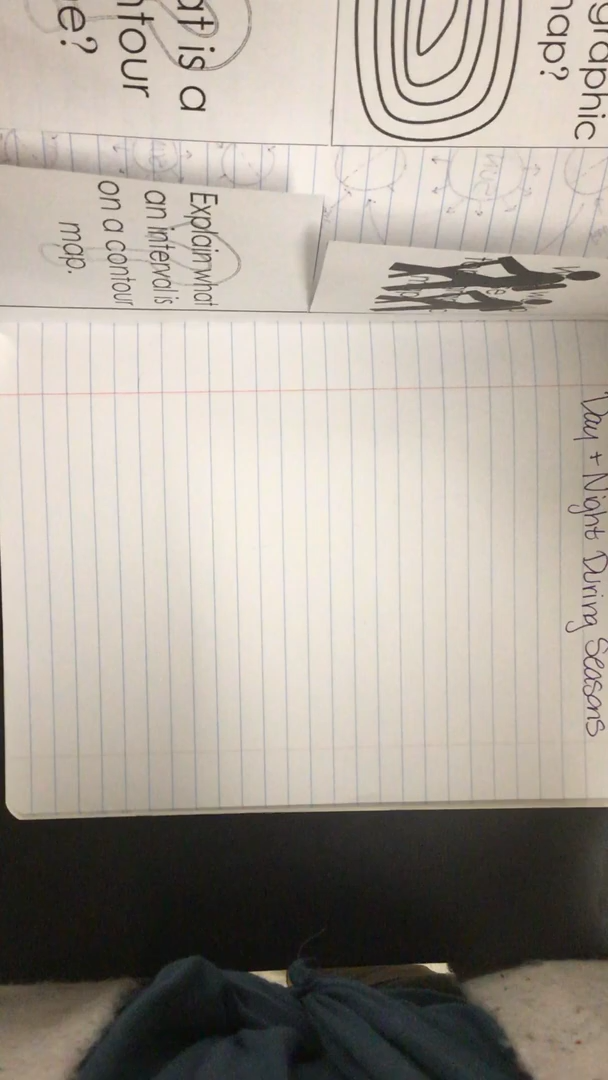 graphic
map?
at is a
ntour
e?
Explain what
an interval is
on a contour
map.
Day + Night During Seasons